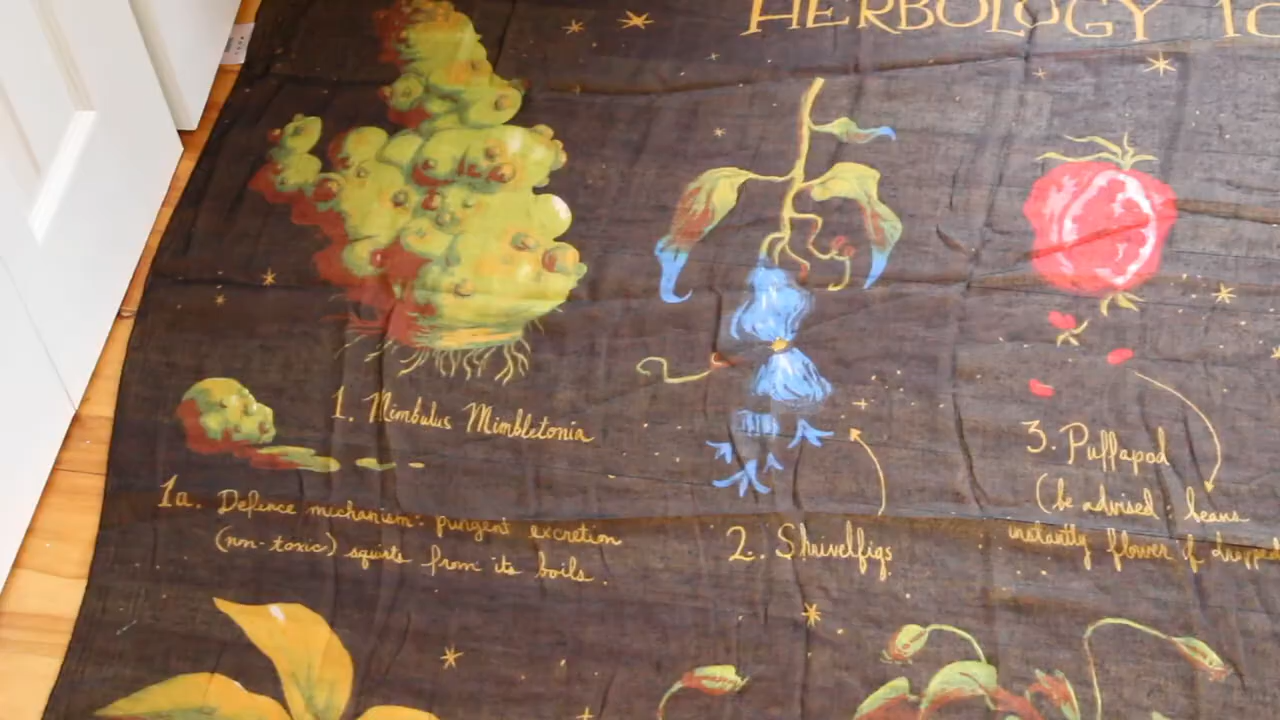 HERBOLOGY 10
1. Mimbulus Mimbletonia
1a. Defence mechanism: pungent excretion
(non-toxic) squirts from its boils.
2. Shrivelfigs
3. Puffapod
(be advised: beans
instantly flower if dropped